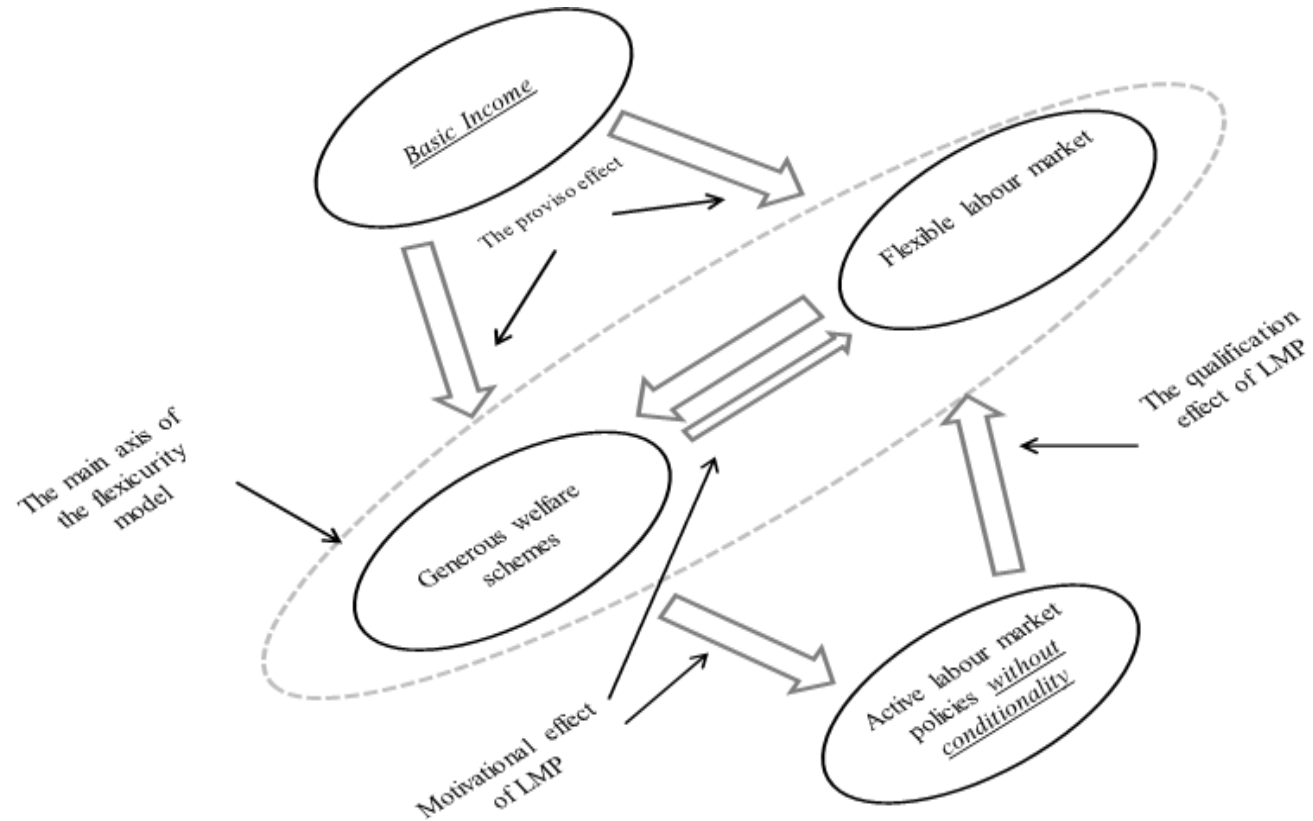 Basic Income
The proviso effect
Flexible labour market
The qualification
effect of LMP
The main axis of
the flexicurity
model
Generous welfare
schemes
Active labour market
policies without
conditionality
Motivational effect
of LMP